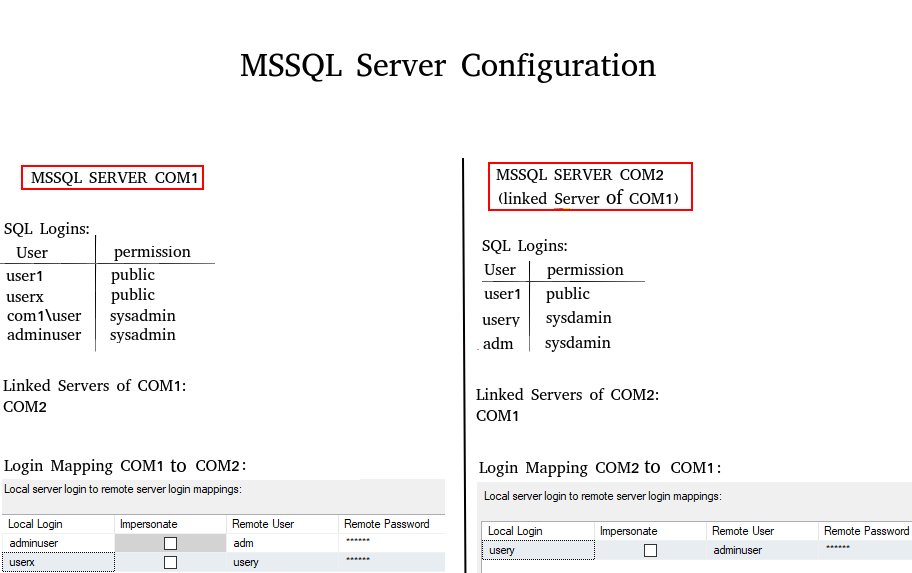 MSSQL Server Configuration
MSSQL SERVER COM1
SQL Logins:
User permission
user1 public
userx public
com1\user sysadmin
adminuser sysadmin
Linked Servers of COM1:
COM2
Login Mapping COM1 to COM2:
Local server login to remote server login mappings:
Local Login Impersonate Remote User Remote Password
adminuser adm ******
userx usery ******
MSSQL SERVER COM2
(linked Server of COM1)
SQL Logins:
User permission
user1 public
usery sysdamin
adm sysdamin
Linked Servers of COM2:
COM1
Login Mapping COM2 to COM1:
Local server login to remote server login mappings:
Local Login Impersonate Remote User Remote Password
usery adminuser ******